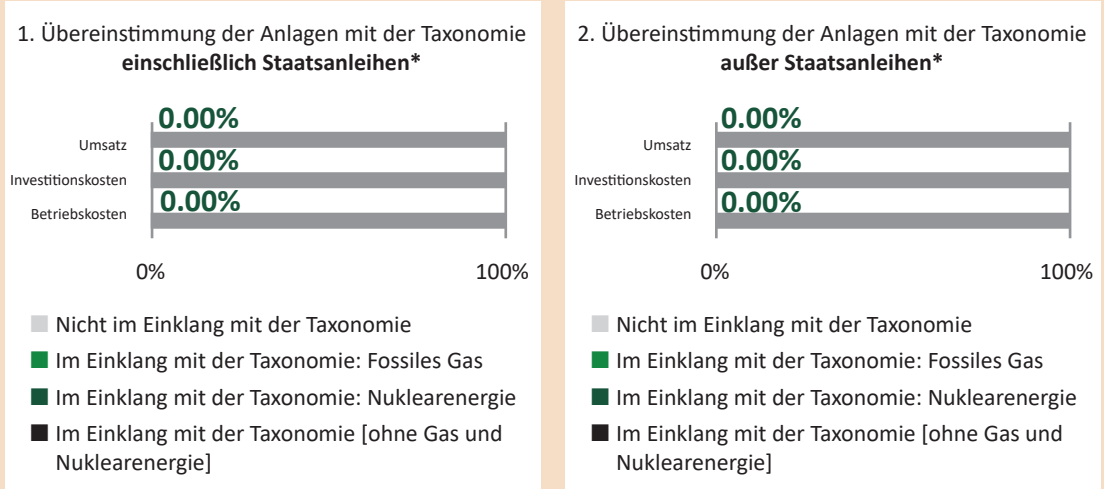 1. Übereinstimmung der Anlagen mit der Taxonomie
einschließlich Staatsanleihen*
0.00%
Umsatz
0.00%
Investitionskosten
0.00%
Betriebskosten
0%
100%
Nicht im Einklang mit der Taxonomie
Im Einklang mit der Taxonomie: Fossiles Gas
Im Einklang mit der Taxonomie: Nuklearenergie
Im Einklang mit der Taxonomie [ohne Gas und
Nuklearenergie]
2. Übereinstimmung der Anlagen mit der Taxonomie
außer Staatsanleihen*
0.00%
Umsatz
0.00%
Investitionskosten
0.00%
Betriebskosten
0%
100%
Nicht im Einklang mit der Taxonomie
Im Einklang mit der Taxonomie: Fossiles Gas
Im Einklang mit der Taxonomie: Nuklearenergie
Im Einklang mit der Taxonomie [ohne Gas und
Nuklearenergie]